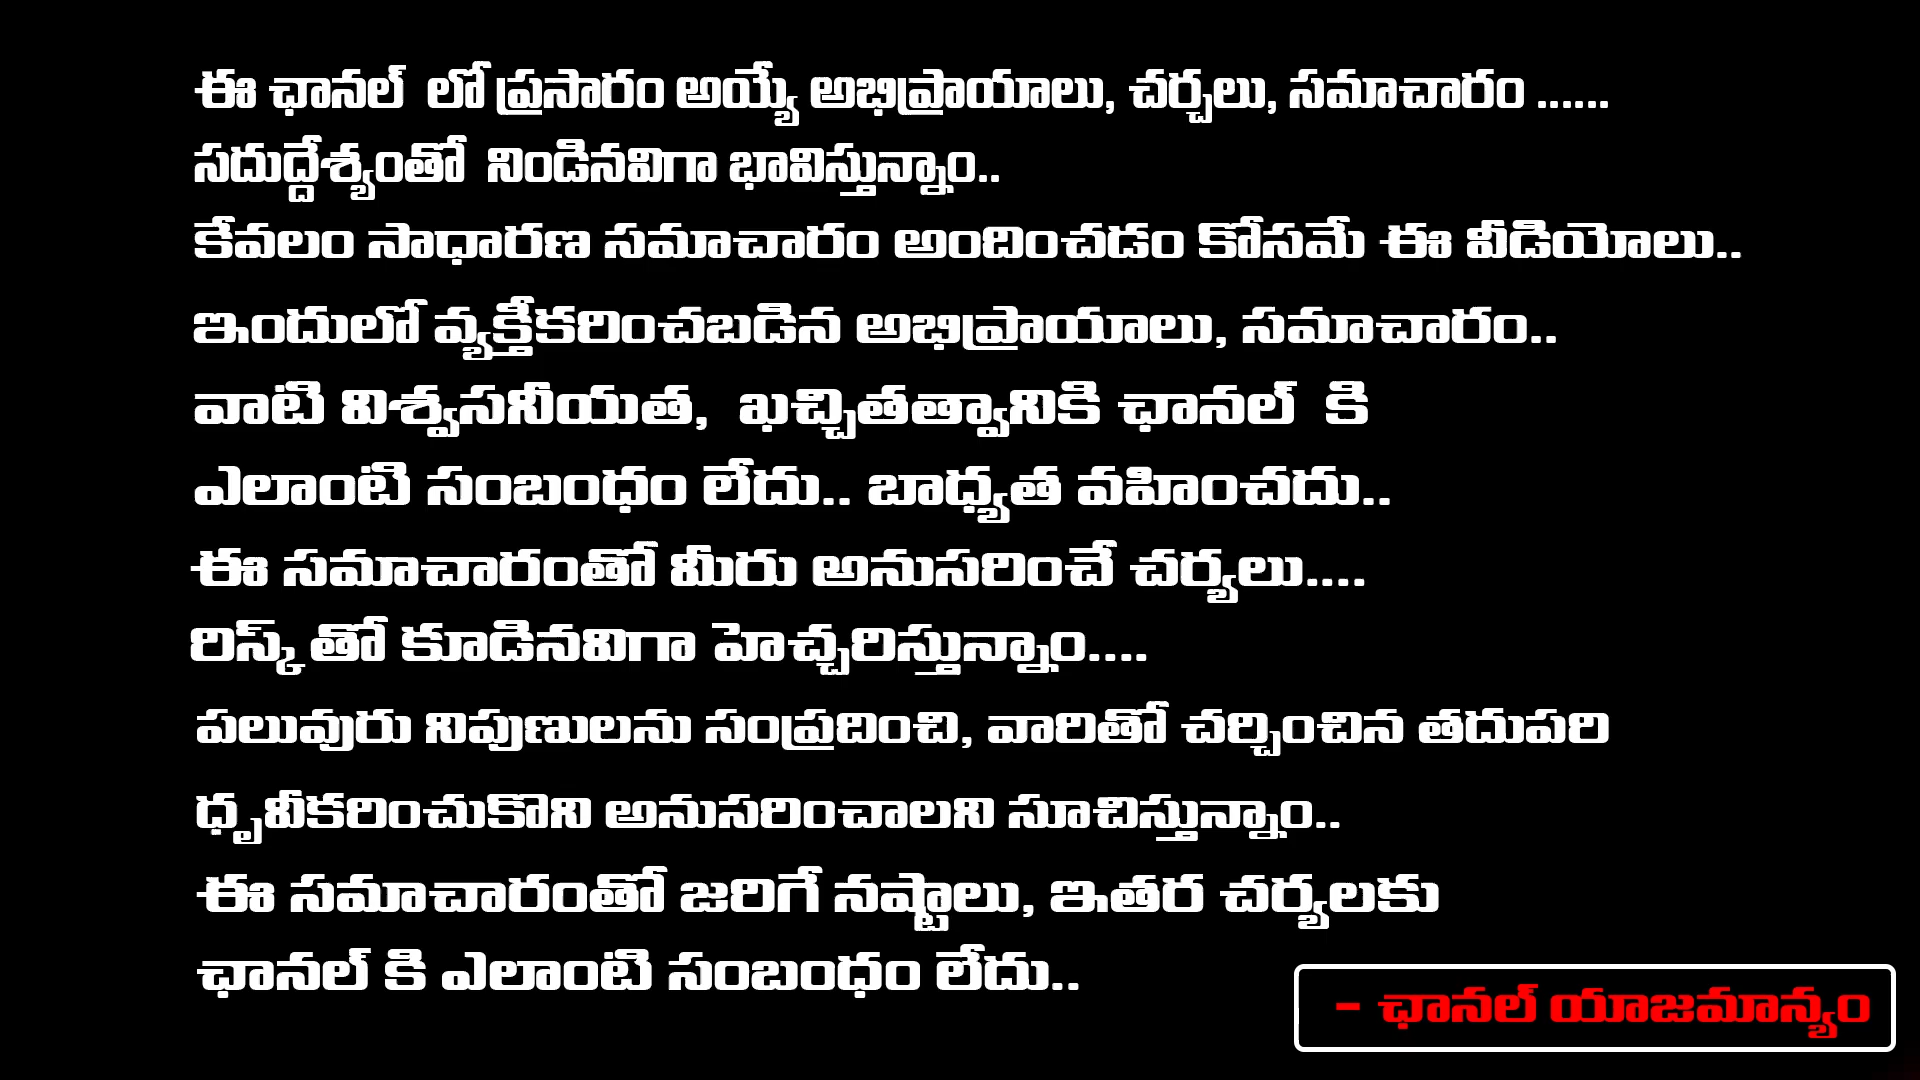 ఈ ఛానల్ లో ప్రసారం అయ్యే అభిప్రాయాలు, చర్చలు, సమాచారం ......
సదుద్దేశ్యంతో నిండినవిగా భావిస్తున్నాం..
కేవలం సాధారణ సమాచారం అందించడం కోసమే ఈ వీడియోలు..
ఇందులో వ్యక్తీకరించబడిన అభిప్రాయాలు, సమాచారం..
వాటి విశ్వసనీయత, ఖచ్చితత్వానికి ఛానల్ కి
ఎలాంటి సంబంధం లేదు.. బాధ్యత వహించదు..
ఈ సమాచారంతో మీరు అనుసరించే చర్యలు....
రిస్క్ తో కూడినవిగా హెచ్చరిస్తున్నాం....
పలువురు నిపుణులను సంప్రదించి, వారితో చర్చించిన తదుపరి
ధృవీకరించుకొని అనుసరించాలని సూచిస్తున్నాం..
ఈ సమాచారంతో జరిగే నష్టాలు, ఇతర చర్యలకు
ఛానల్ కి ఎలాంటి సంబంధం లేదు..
- ఛానల్ యాజమాన్యం